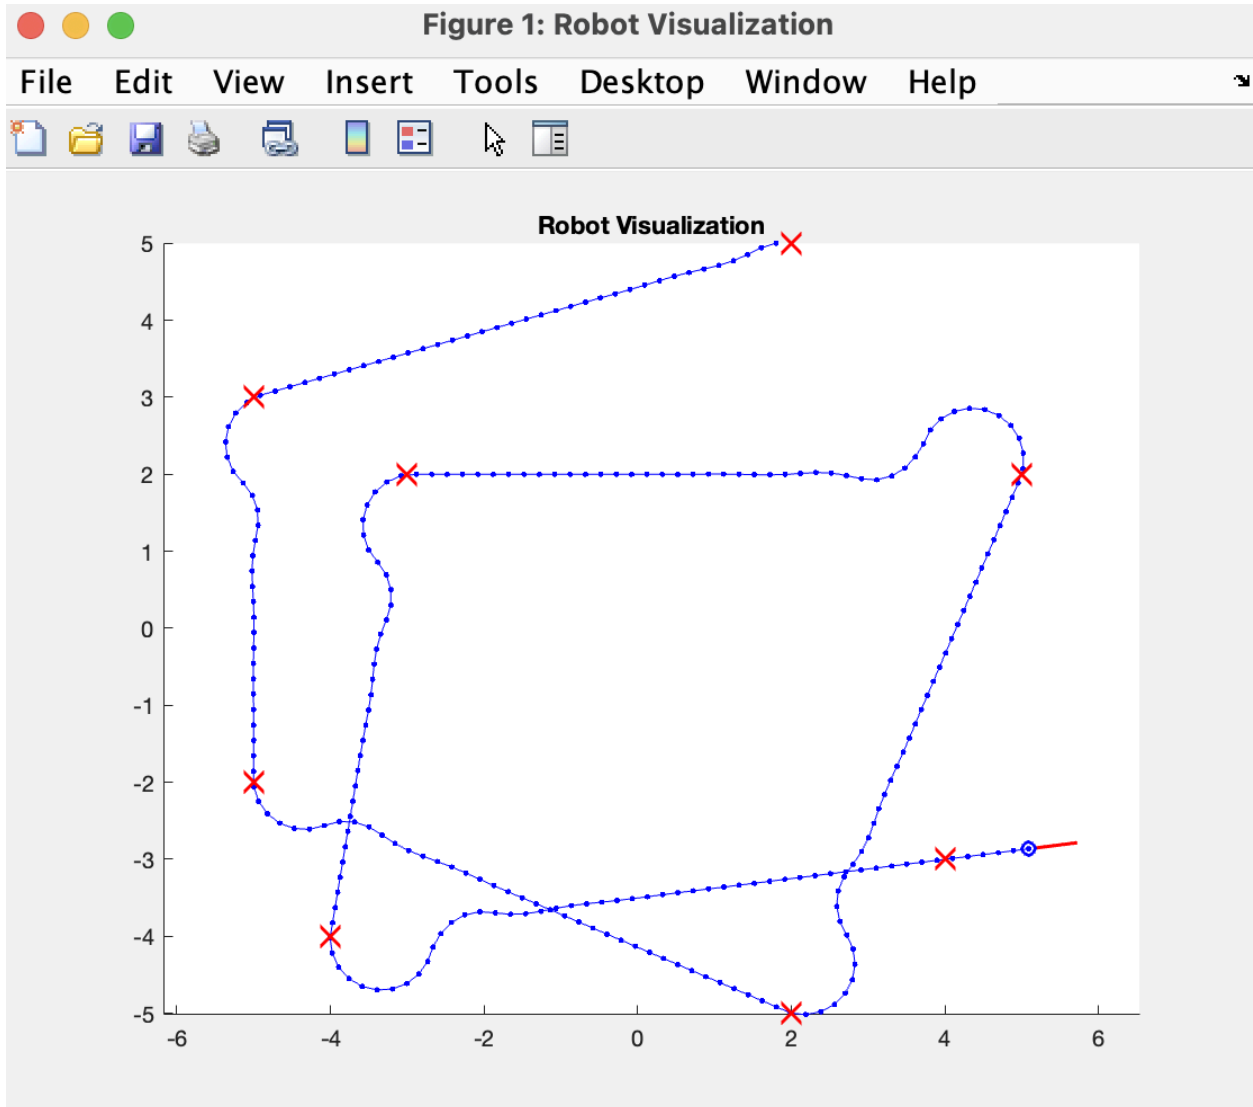 Figure 1: Robot Visualization
File Edit View Insert Tools Desktop Window Help
Robot Visualization
5
4
3
2
1
0
-1
-2
-3
-4
-5
-6 -4 -2 0 2 4 6